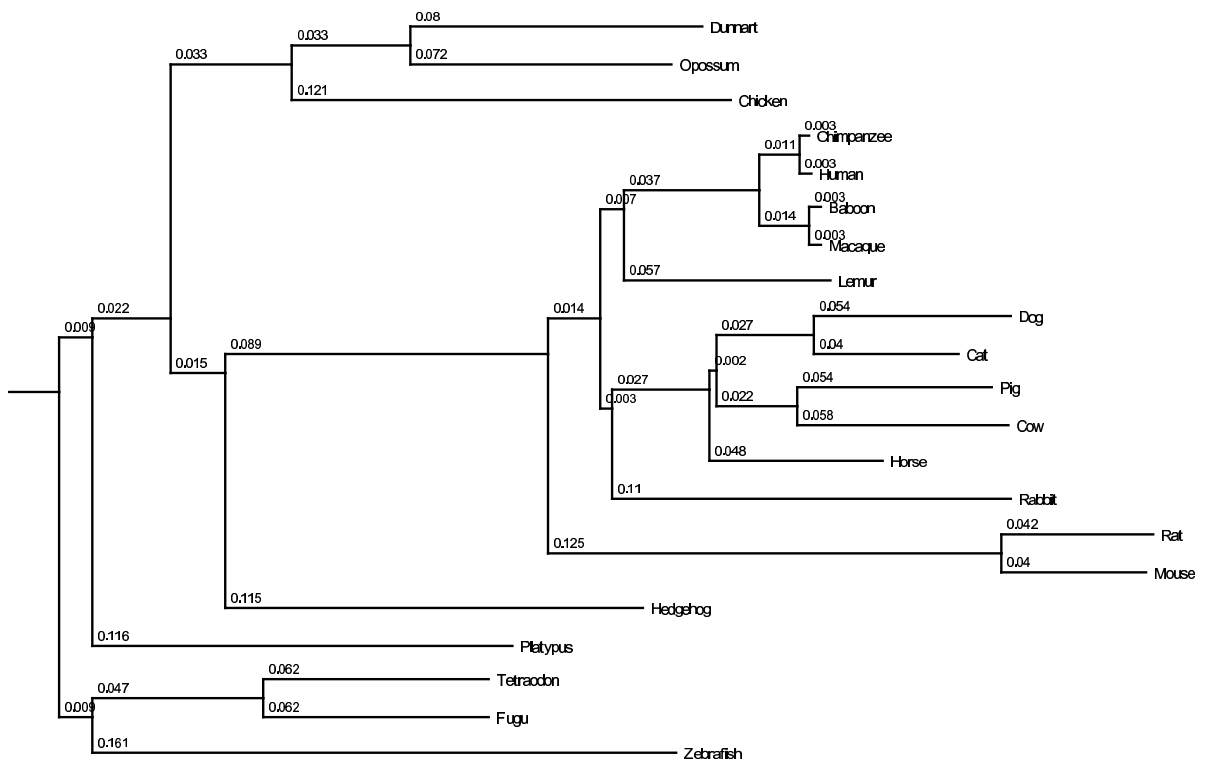 0.08
Dunnart
0.033
0.033
0.072
Opossum
0.121
Chicken
0.003
Chimpanzee
0.011
0.003
Human
0.037
0.007
0.003
Baboon
0.014
0.003
Macaque
0.057
Lemur
0.022
0.014
0.054
Dog
0.009
0.027
0.089
0.04
Cat
0.015
0.002
0.027
0.054
Pig
0.003
0.022
0.058
Cow
0.048
Horse
0.11
Rabbit
0.042
Rat
0.125
0.04
Mouse
0.115
Hedgehog
0.116
Platypus
0.062
Tetraodon
0.047
0.009
0.062
Fugu
0.161
Zebrafish